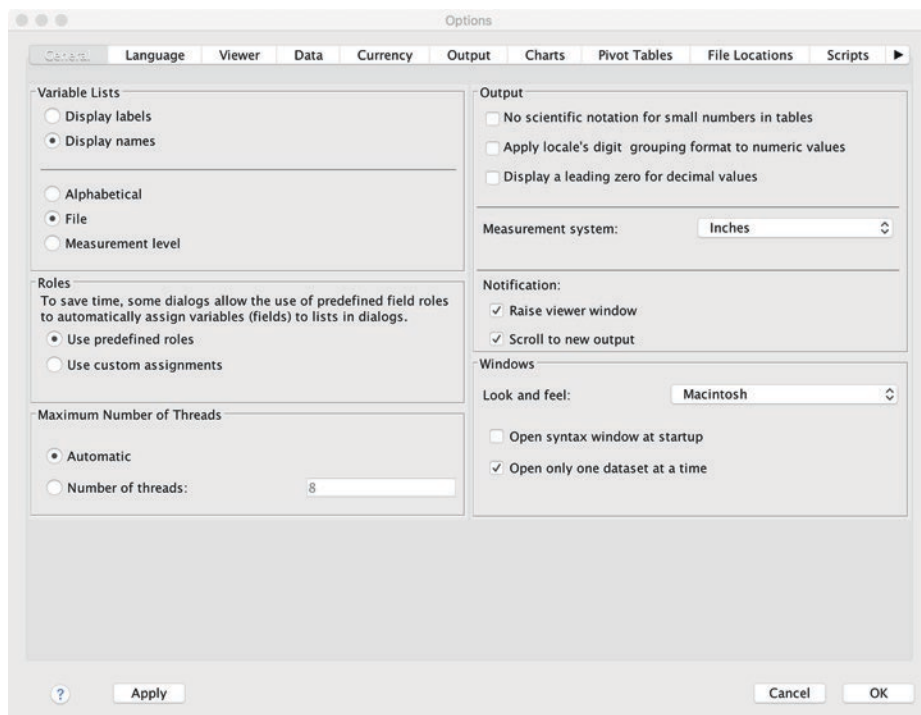 Options
General Language Viewer Data Currency Output Charts Pivot Tables File Locations Scripts
Variable Lists
Display labels
Display names
Alphabetical
File
Measurement level
Roles
To save time, some dialogs allow the use of predefined field roles
to automatically assign variables (fields) to lists in dialogs.
Use predefined roles
Use custom assignments
Maximum Number of Threads
Automatic
Number of threads: 8
Output
No scientific notation for small numbers in tables
Apply locale's digit grouping format to numeric values
Display a leading zero for decimal values
Measurement system: Inches
Notification:
Raise viewer window
Scroll to new output
Windows
Look and feel: Macintosh
Open syntax window at startup
Open only one dataset at a time
? Apply Cancel OK